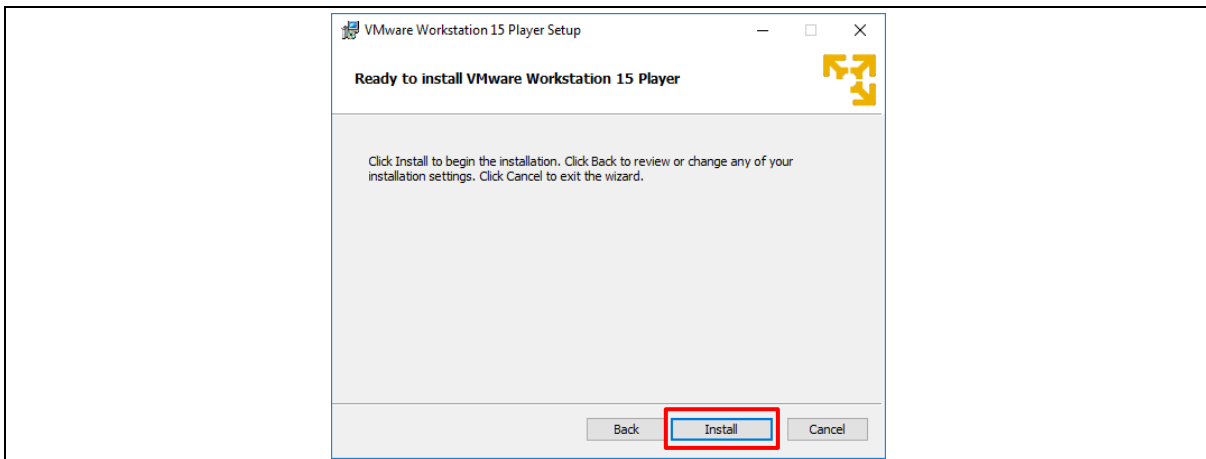 VMware Workstation 15 Player Setup
Ready to install VMware Workstation 15 Player
Click Install to begin the installation. Click Back to review or change any of your
installation settings. Click Cancel to exit the wizard.
Back Install Cancel